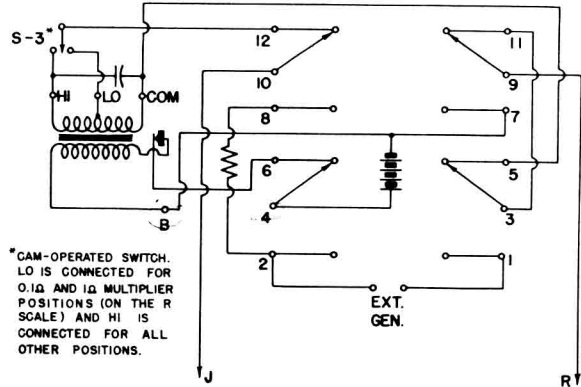 S-3*
12
11
10
9
HI
LO
COM
8
7
6
5
4
3
B
2
1
EXT.
GEN.
*CAM-OPERATED SWITCH.
LO IS CONNECTED FOR
0.1Ω AND 1Ω MULTIPLIER
POSITIONS (ON THE R
SCALE) AND HI IS
CONNECTED FOR ALL
OTHER POSITIONS.
J
R